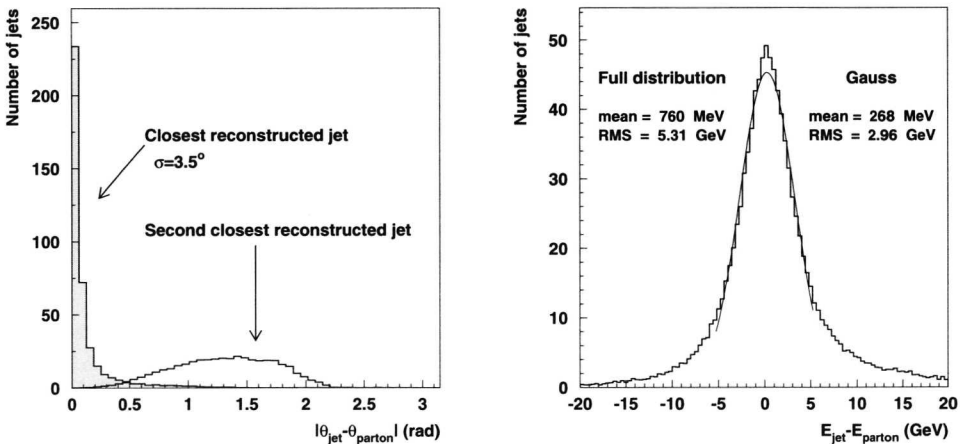 Number of jets
250
200
150
100
50
0
Closest reconstructed jet
σ=3.5°
Second closest reconstructed jet
0 0.5 1 1.5 2 2.5 3
|θjet-θparton| (rad)
Number of jets
50
40
30
20
10
0
Full distribution
mean = 760 MeV
RMS = 5.31 GeV
Gauss
mean = 268 MeV
RMS = 2.96 GeV
-20 -15 -10 -5 0 5 10 15 20
Ejet-Eparton (GeV)